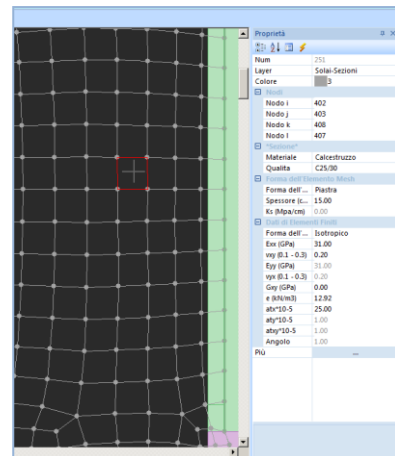 Proprietà
Num 251
Layer Solai-Sezioni
Colore 3
Nodi
Nodo i 402
Nodo j 403
Nodo k 408
Nodo l 407
*Sezione*
Materiale Calcestruzzo
Qualita C25/30
Forma dell'Elemento Mesh
Forma dell'... Piastra
Spessore (c... 15.00
Ks (Mpa/cm) 0.00
Dati di Elementi Finiti
Forma dell'... Isotropico
Exx (GPa) 31.00
vxy (0.1 - 0.3) 0.20
Eyy (GPa) 31.00
vyx (0.1 - 0.3) 0.20
Gxy (GPa) 0.00
e (kN/m3) 12.92
atx*10-5 25.00
aty*10-5 1.00
atxy*10-5 1.00
Angolo 1.00
Più ...